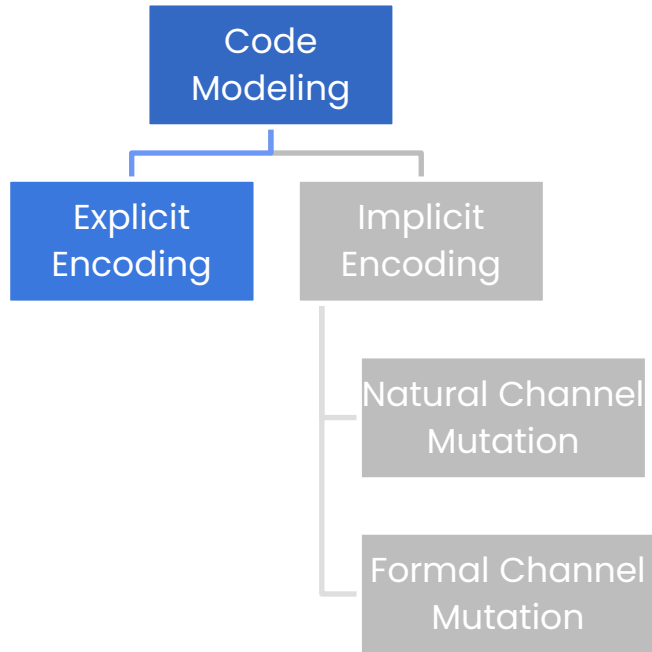 Code
Modeling
Explicit
Encoding
Implicit
Encoding
Natural Channel
Mutation
Formal Channel
Mutation